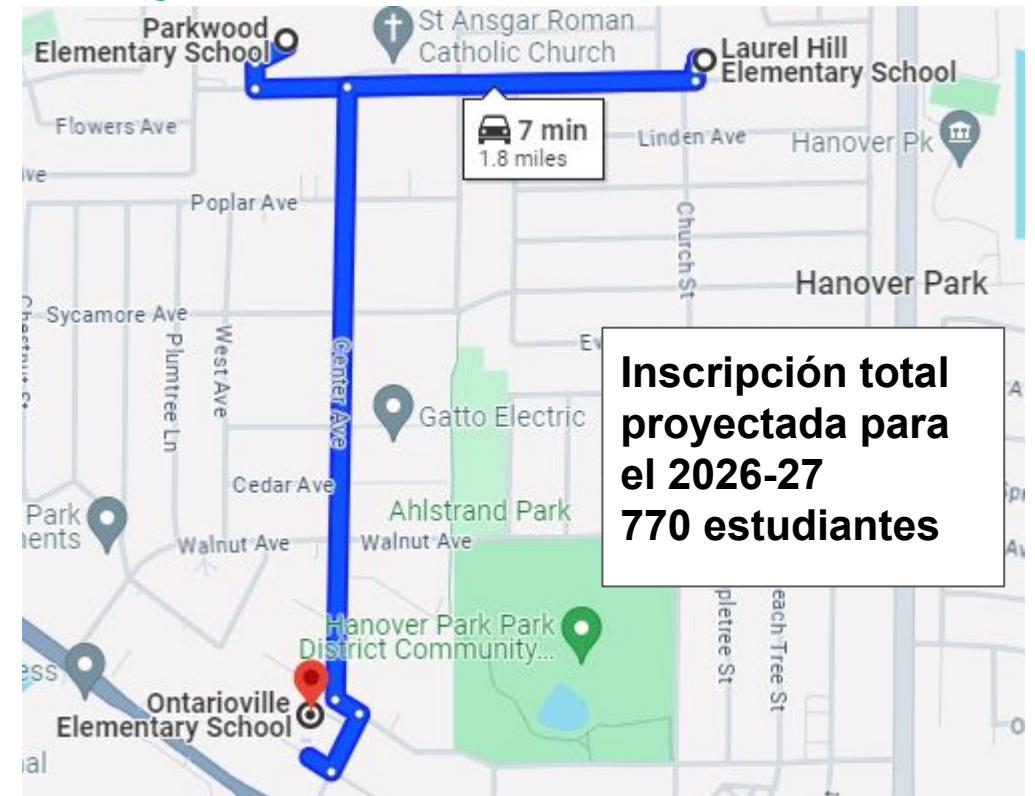 Parkwood
Elementary School
St Ansgar Roman
Catholic Church
Laurel Hill
Elementary School
Flowers Ave
7 min
1.8 miles
Linden Ave
Hanover Pk
Poplar Ave
Church St
Hanover Park
Sycamore Ave
Plumtree Ln
West Ave
Center Ave
Gatto Electric
Inscripción total
proyectada para
el 2026-27
770 estudiantes
Cedar Ave
Ahlstrand Park
Park
Walnut Ave
Walnut Ave
Hanover Park Park
District Community...
Ontarioville
Elementary School